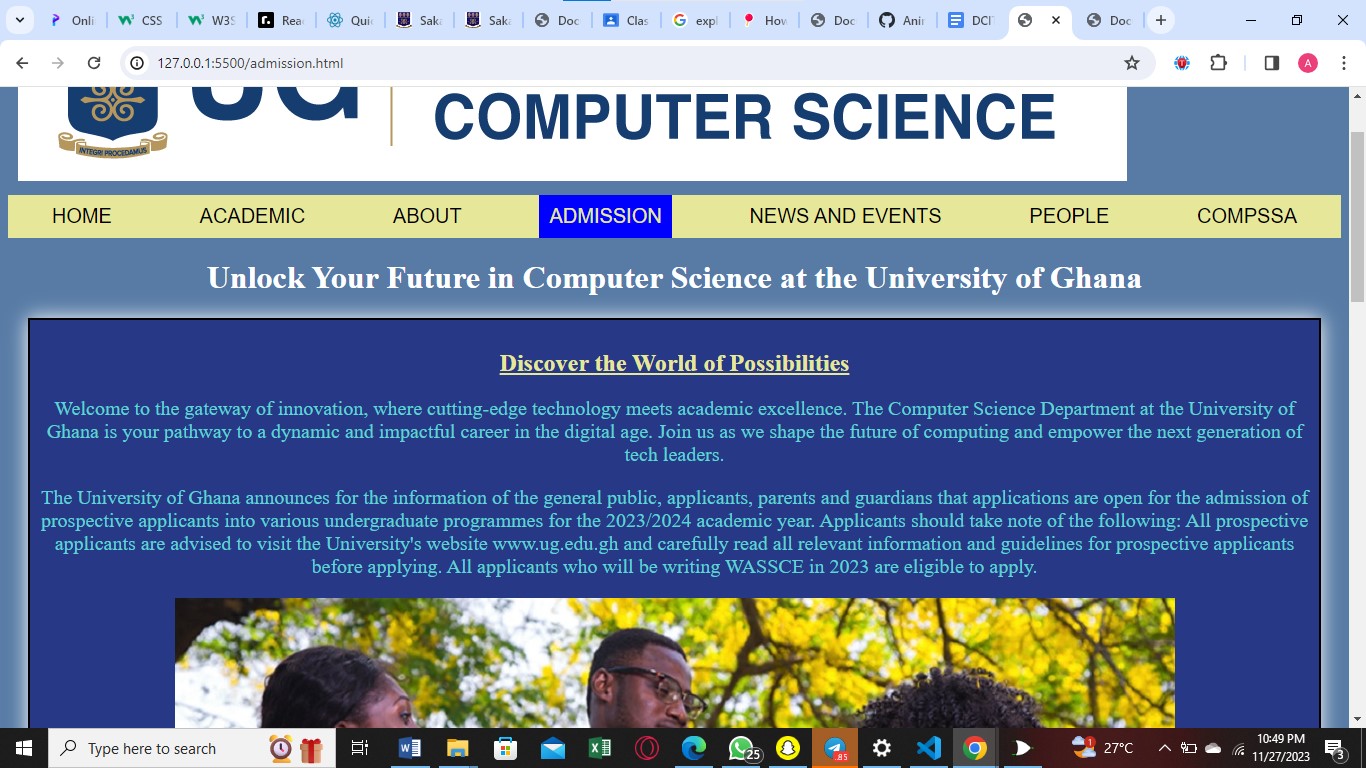 Onli
CSS
W3S
Reac
Quic
Saka
Saka
Doc
Clas
expl
How
Doc
Anir
DCIT
Doc
127.0.0.1:5500/admission.html
A
UG
COMPUTER SCIENCE
INTEGRI PROCEDAMUS
HOME ACADEMIC ABOUT ADMISSION NEWS AND EVENTS PEOPLE COMPSSA
Unlock Your Future in Computer Science at the University of Ghana
Discover the World of Possibilities
Welcome to the gateway of innovation, where cutting-edge technology meets academic excellence. The Computer Science Department at the University of
Ghana is your pathway to a dynamic and impactful career in the digital age. Join us as we shape the future of computing and empower the next generation of
tech leaders.
The University of Ghana announces for the information of the general public, applicants, parents and guardians that applications are open for the admission of
prospective applicants into various undergraduate programmes for the 2023/2024 academic year. Applicants should take note of the following: All prospective
applicants are advised to visit the University's website www.ug.edu.gh and carefully read all relevant information and guidelines for prospective applicants
before applying. All applicants who will be writing WASSCE in 2023 are eligible to apply.
Type here to search
25
..85
27°C
10:49 PM
11/27/2023
3